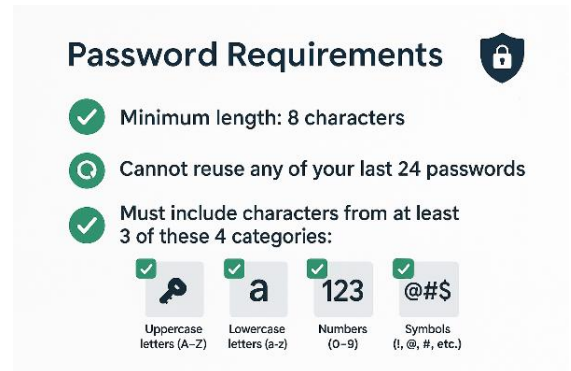 Password Requirements
Minimum length: 8 characters
Cannot reuse any of your last 24 passwords
Must include characters from at least
3 of these 4 categories:
a
123
@#$
Uppercase
letters (A–Z)
Lowercase
letters (a-z)
Numbers
(0–9)
Symbols
(!, @, #, etc.)